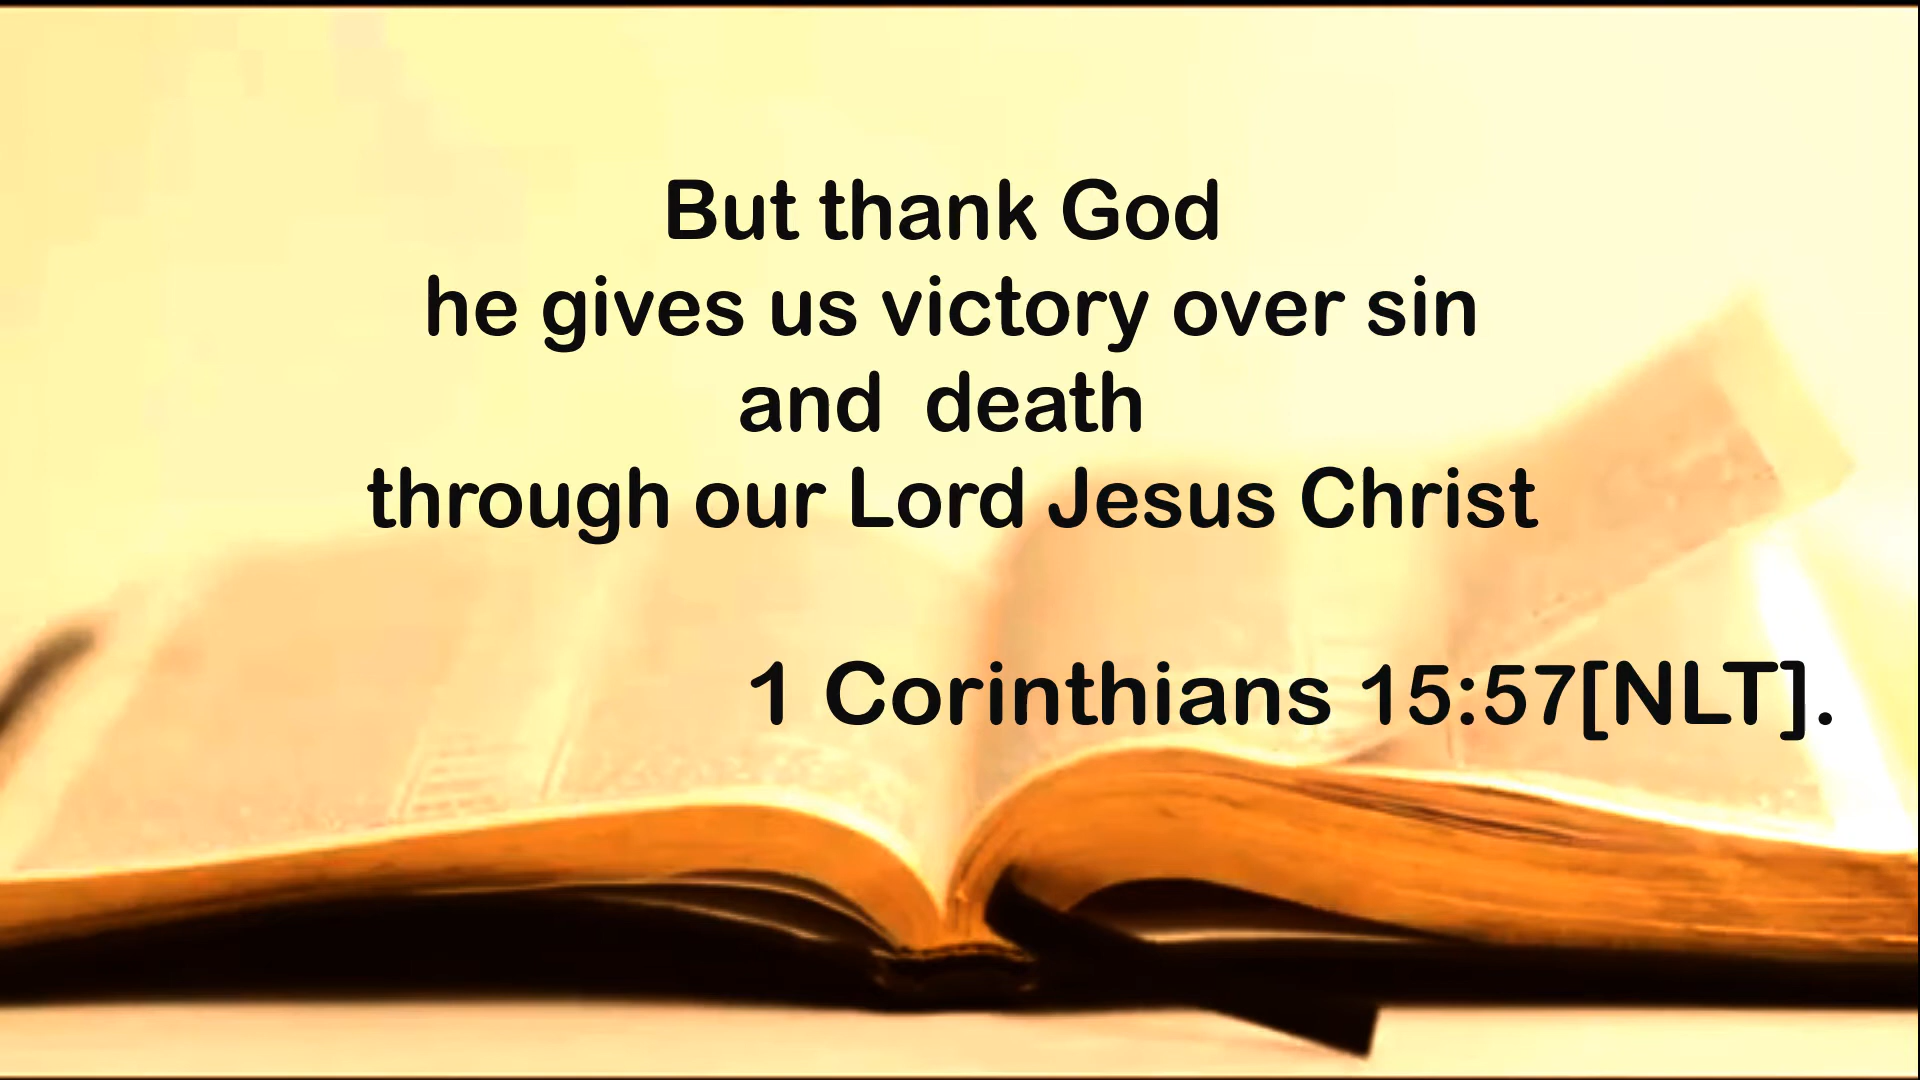 But thank God
he gives us victory over sin
and  death
through our Lord Jesus Christ
1 Corinthians 15:57[NLT].